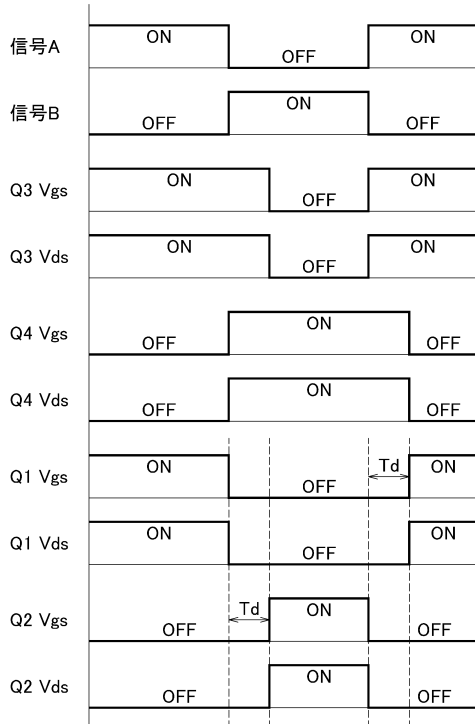 信号A ON OFF ON
信号B OFF ON OFF
Q3 Vgs ON OFF ON
Q3 Vds ON OFF ON
Q4 Vgs OFF ON OFF
Q4 Vds OFF ON OFF
Q1 Vgs ON OFF Td ON
Q1 Vds ON OFF ON
Q2 Vgs OFF Td ON OFF
Q2 Vds OFF ON OFF